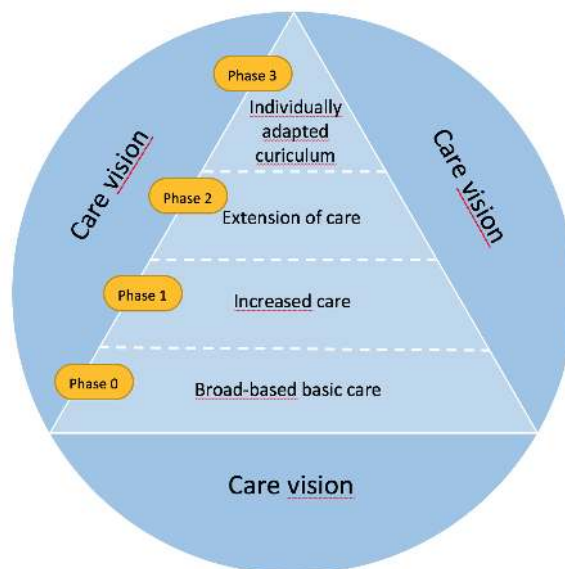 Phase 3
Individually
adapted
curiculum
Care vision
Care vision
Phase 2
Extension of care
Phase 1
Increased care
Phase 0
Broad-based basic care
Care vision